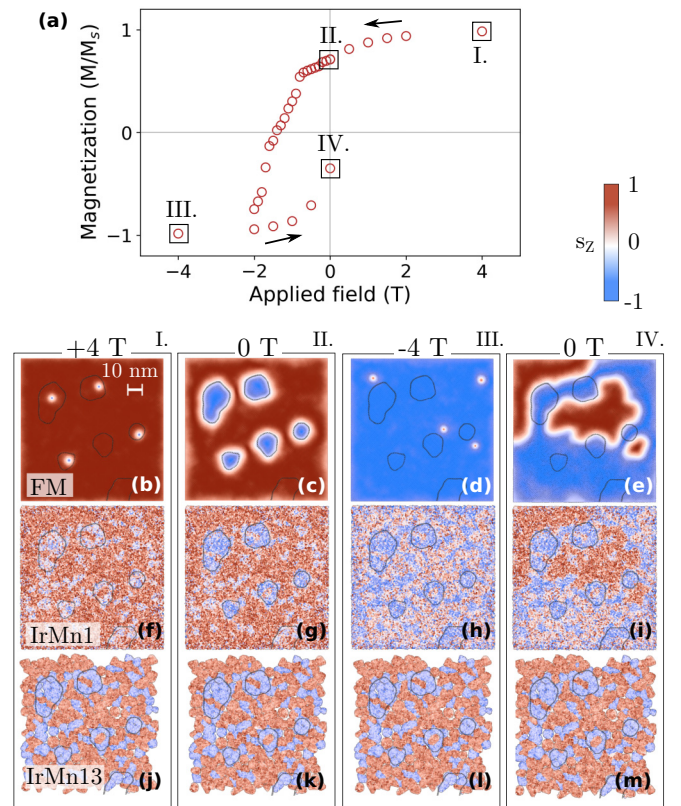 (a)
Magnetization (M/Ms)
1
0
−1
II.
I.
IV.
III.
−4 −2 0 2 4
Applied field (T)
1
sZ 0
-1
+4 T I.
0 T II.
-4 T III.
0 T IV.
10 nm
FM (b) (c) (d) (e)
IrMn1 (f) (g) (h) (i)
IrMn13 (j) (k) (l) (m)